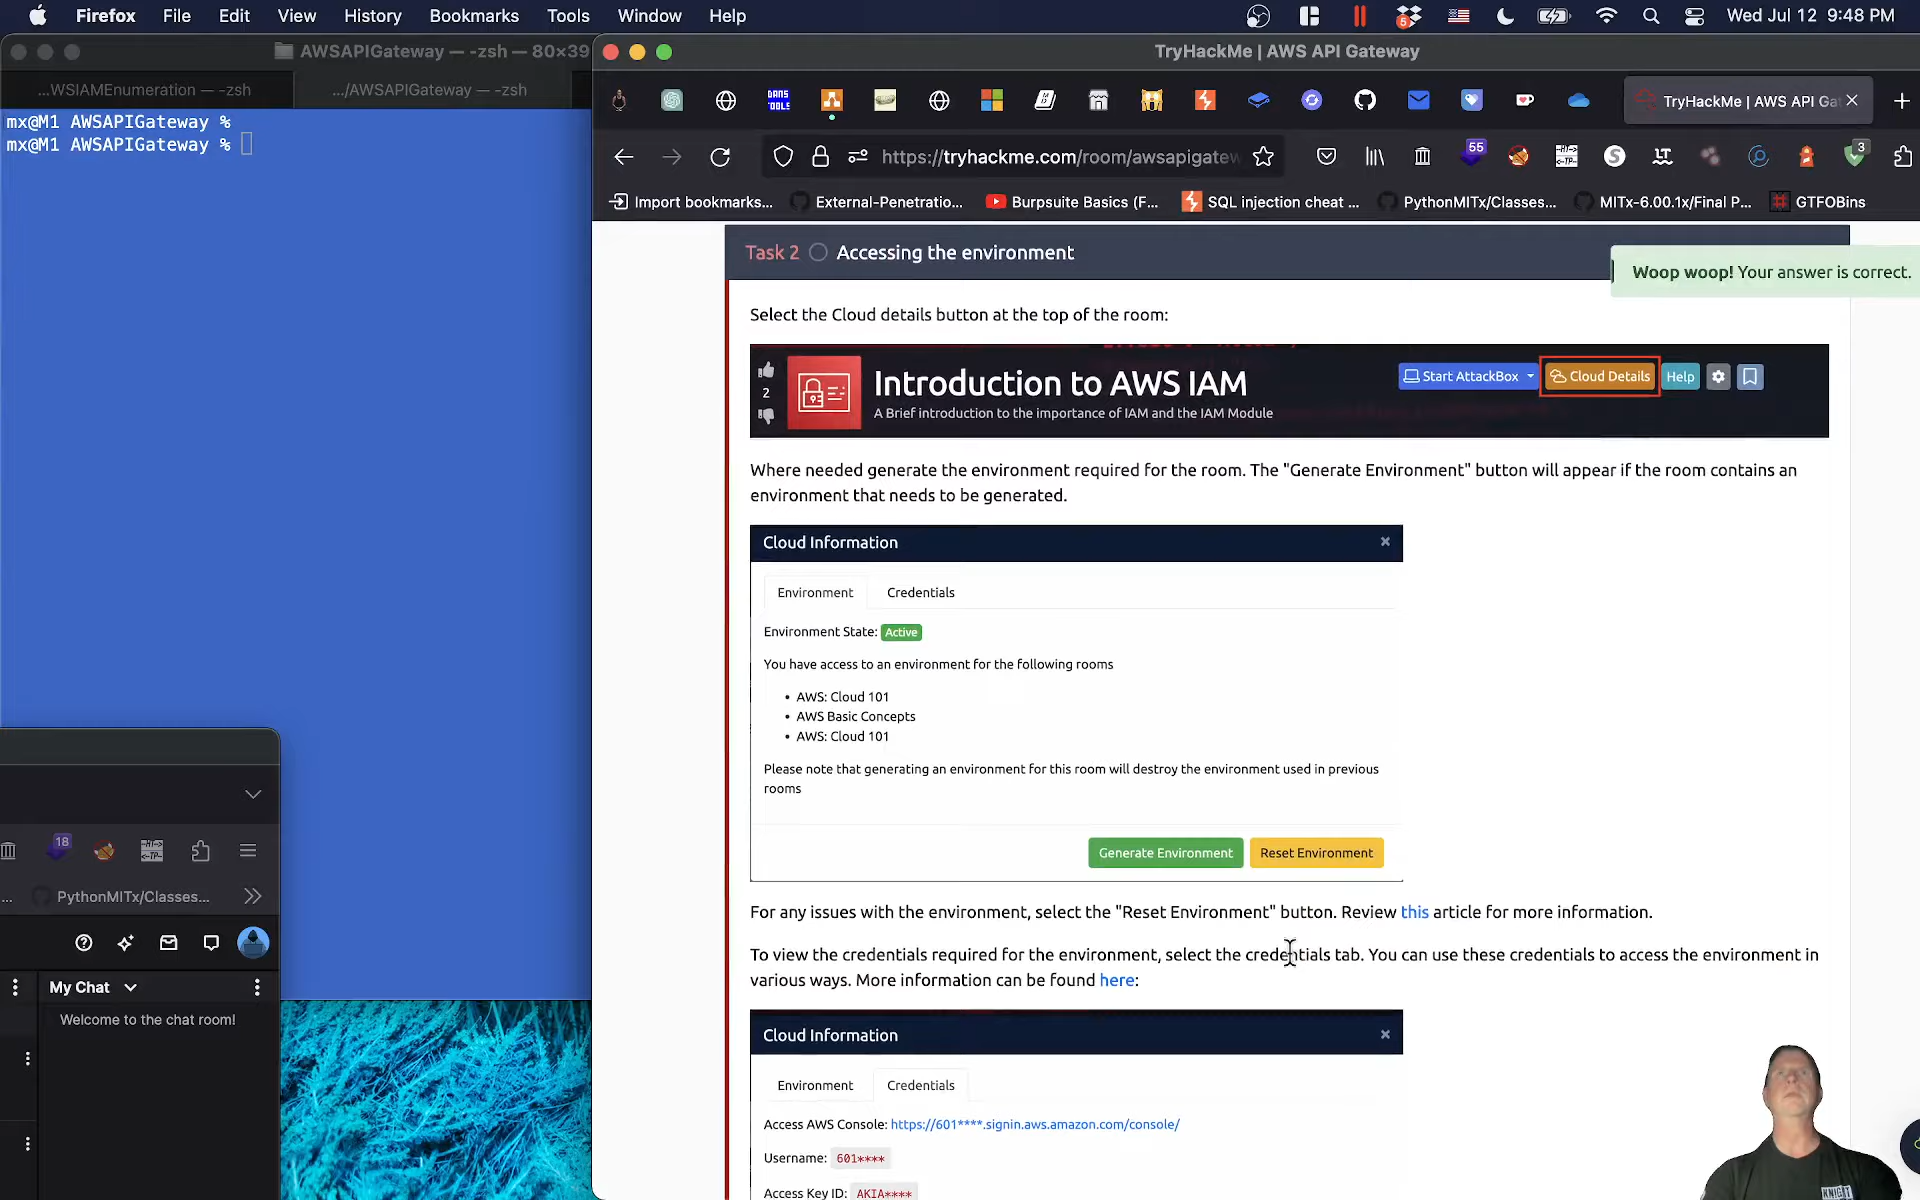 Firefox File Edit View History Bookmarks Tools Window Help
5
Wed Jul 12 9:48 PM
AWSAPIGateway — -zsh — 80×39
...WSIAMEnumeration — -zsh
.../AWSAPIGateway — -zsh
mx@M1 AWSAPIGateway %
mx@M1 AWSAPIGateway %
TryHackMe | AWS API Gateway
DANS TOOLS
TryHackMe | AWS API Ga
https://tryhackme.com/room/awsapigatew
55
3
Import bookmarks...
External-Penetratio...
Burpsuite Basics (F...
SQL injection cheat ...
PythonMITx/Classes...
MITx-6.00.1x/Final P...
GTFOBins
Task 2 Accessing the environment
Woop woop! Your answer is correct.
Select the Cloud details button at the top of the room:
2
Introduction to AWS IAM
A Brief introduction to the importance of IAM and the IAM Module
Start AttackBox
Cloud Details
Help
Where needed generate the environment required for the room. The "Generate Environment" button will appear if the room contains an
environment that needs to be generated.
Cloud Information
Environment
Credentials
Environment State: Active
You have access to an environment for the following rooms
• AWS: Cloud 101
• AWS Basic Concepts
• AWS: Cloud 101
Please note that generating an environment for this room will destroy the environment used in previous
rooms
Generate Environment
Reset Environment
For any issues with the environment, select the "Reset Environment" button. Review this article for more information.
To view the credentials required for the environment, select the credentials tab. You can use these credentials to access the environment in
various ways. More information can be found here:
Cloud Information
Environment
Credentials
Access AWS Console: https://601****.signin.aws.amazon.com/console/
Username: 601****
Access Key ID: AKIA****
18
...
PythonMITx/Classes...
My Chat
Welcome to the chat room!
KNIGHT